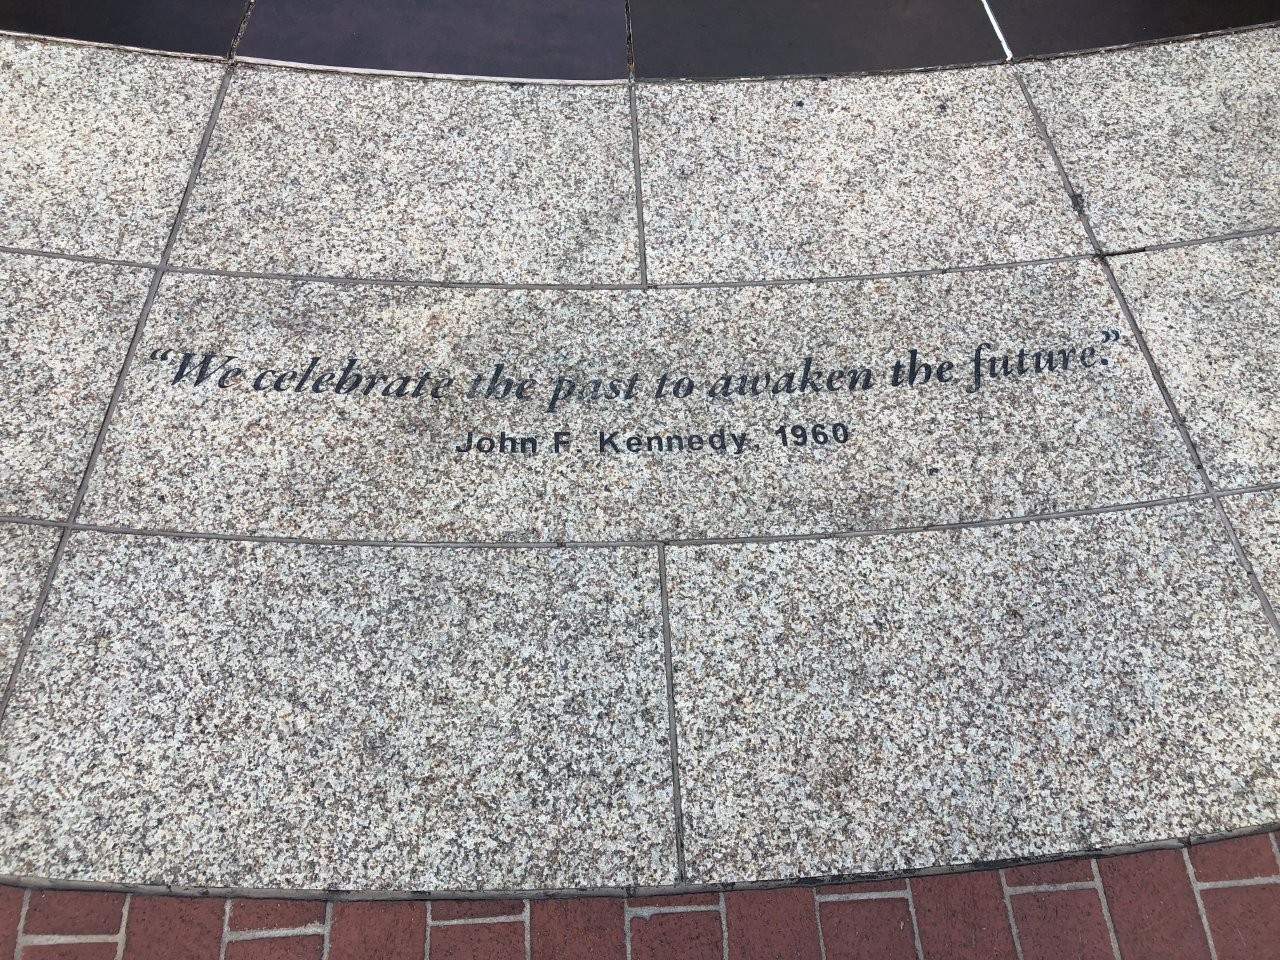 “We celebrate the past to awaken the future.”
John F. Kennedy, 1960